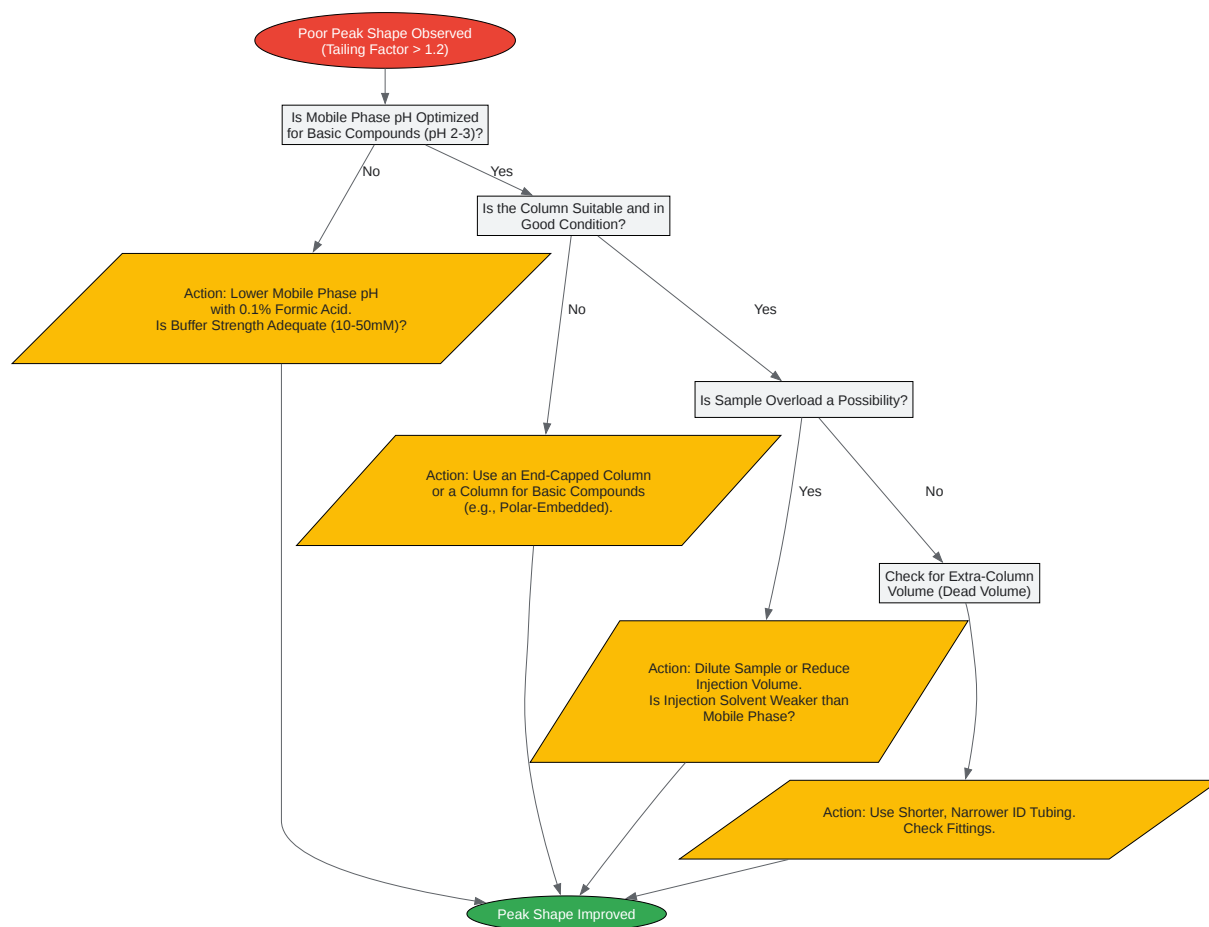 Poor Peak Shape Observed
(Tailing Factor > 1.2)
Is Mobile Phase pH Optimized
for Basic Compounds (pH 2-3)?
No
Yes
Is the Column Suitable and in
Good Condition?
Action: Lower Mobile Phase pH
with 0.1% Formic Acid.
Is Buffer Strength Adequate (10-50mM)?
No
Yes
Is Sample Overload a Possibility?
Action: Use an End-Capped Column
or a Column for Basic Compounds
(e.g., Polar-Embedded).
Yes
No
Check for Extra-Column
Volume (Dead Volume)
Action: Dilute Sample or Reduce
Injection Volume.
Is Injection Solvent Weaker than
Mobile Phase?
Action: Use Shorter, Narrower ID Tubing.
Check Fittings.
Peak Shape Improved